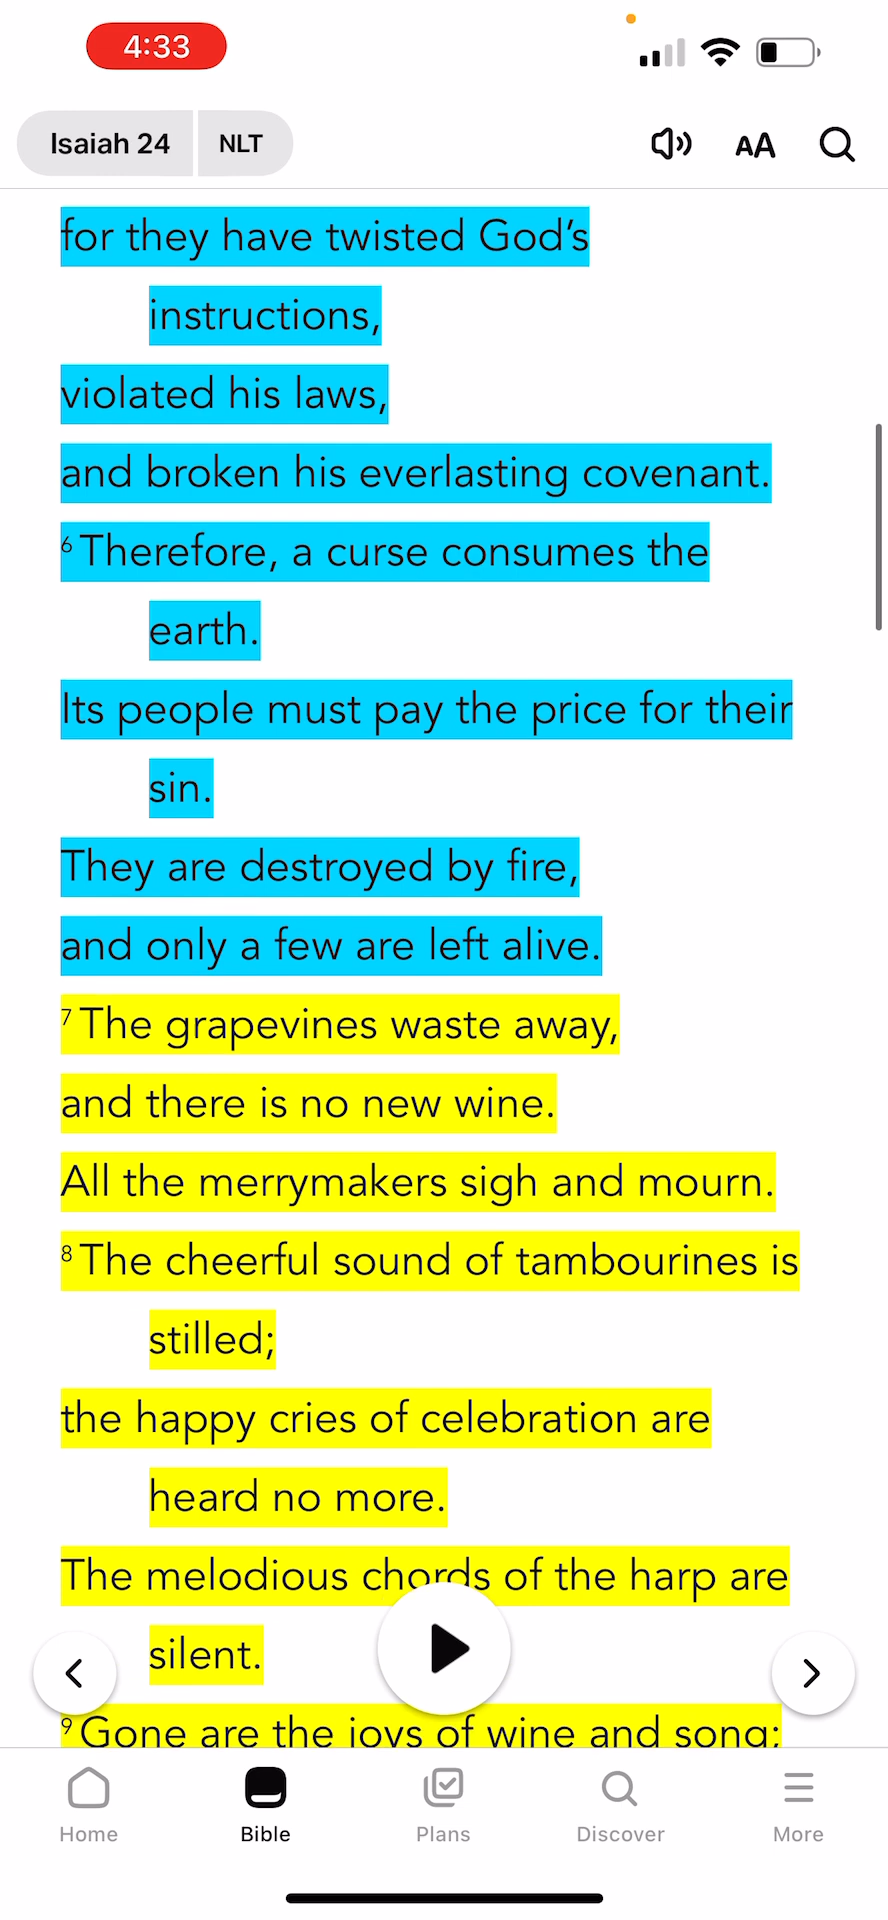 4:33
Isaiah 24 NLT AA
for they have twisted God’s
instructions,
violated his laws,
and broken his everlasting covenant.
6 Therefore, a curse consumes the
earth.
Its people must pay the price for their
sin.
They are destroyed by fire,
and only a few are left alive.
7 The grapevines waste away,
and there is no new wine.
All the merrymakers sigh and mourn.
8 The cheerful sound of tambourines is
stilled;
the happy cries of celebration are
heard no more.
The melodious chords of the harp are
silent.
9 Gone are the joys of wine and song;
Home Bible Plans Discover More